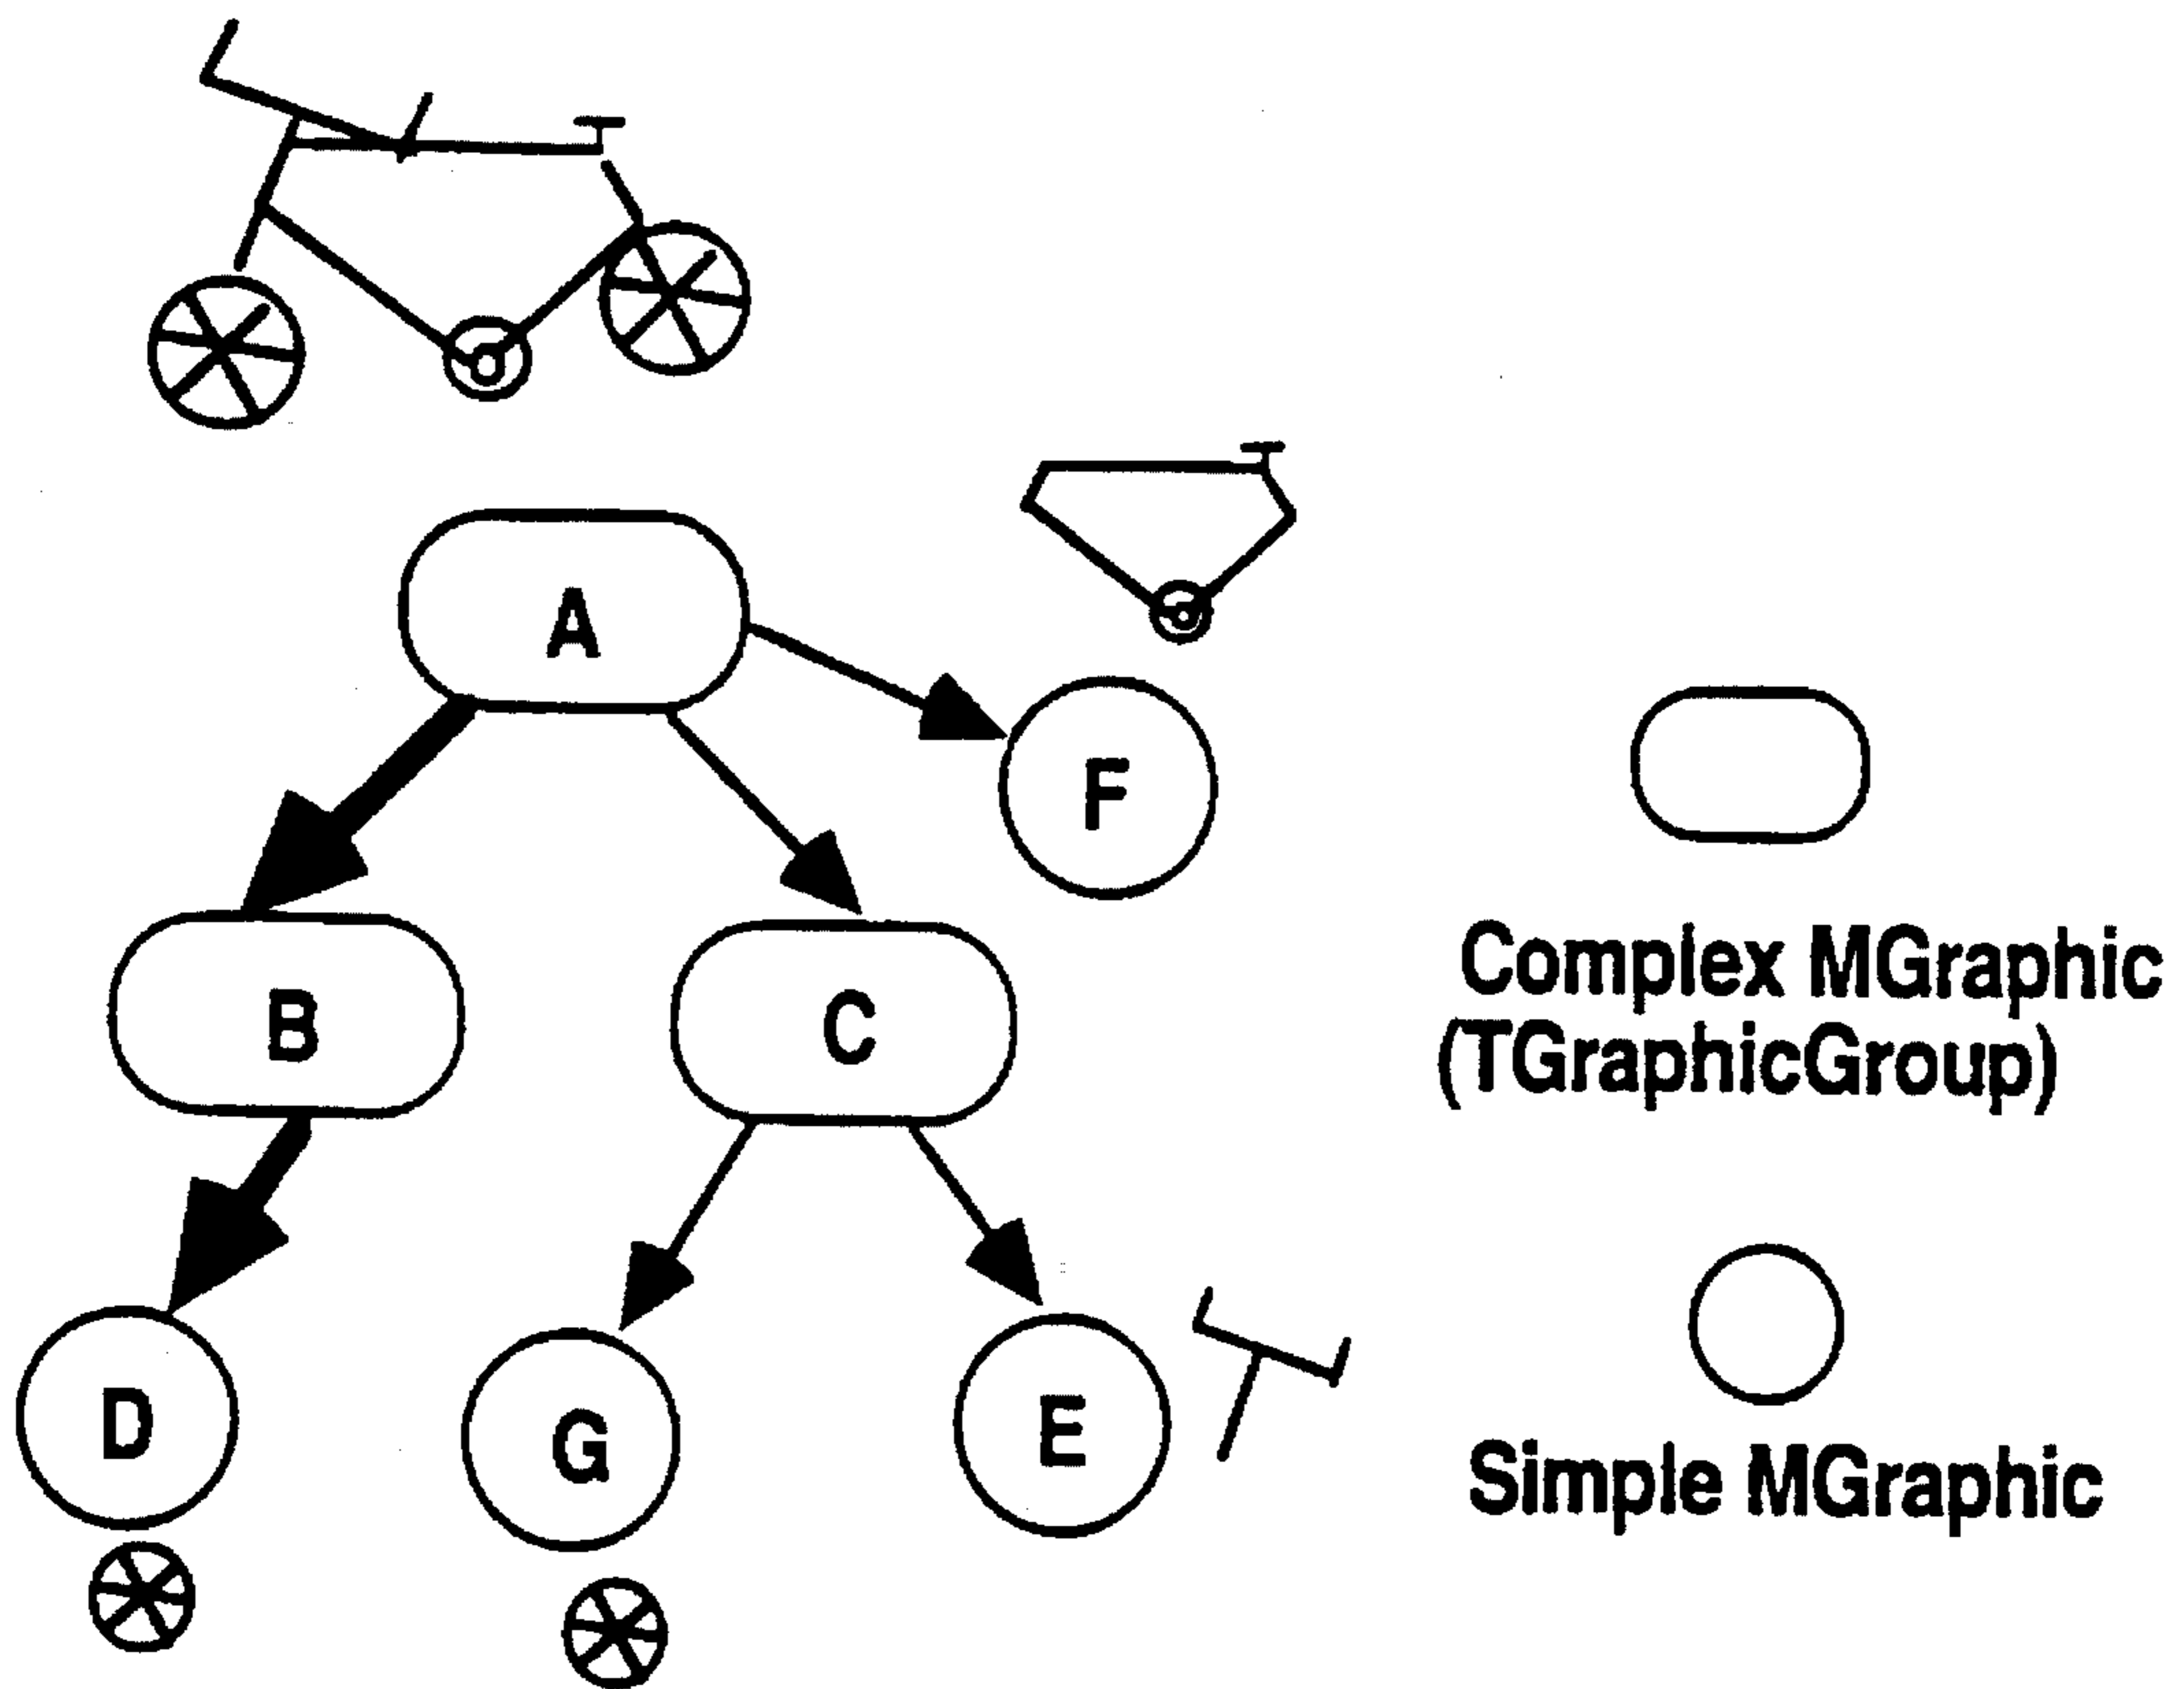 A
F
B
C
Complex MGraphic
(TGraphicGroup)
D
G
E
Simple MGraphic